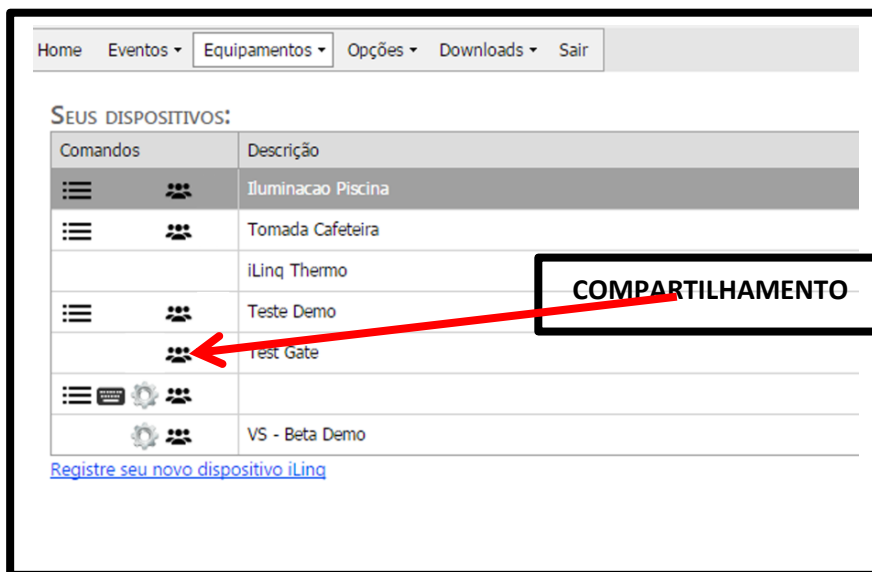 Home Eventos Equipamentos Opções Downloads Sair
SEUS DISPOSITIVOS:
Comandos Descrição
Iluminacao Piscina
Tomada Cafeteira
iLinq Thermo
COMPARTILHAMENTO
Teste Demo
Test Gate
VS - Beta Demo
Registre seu novo dispositivo iLinq